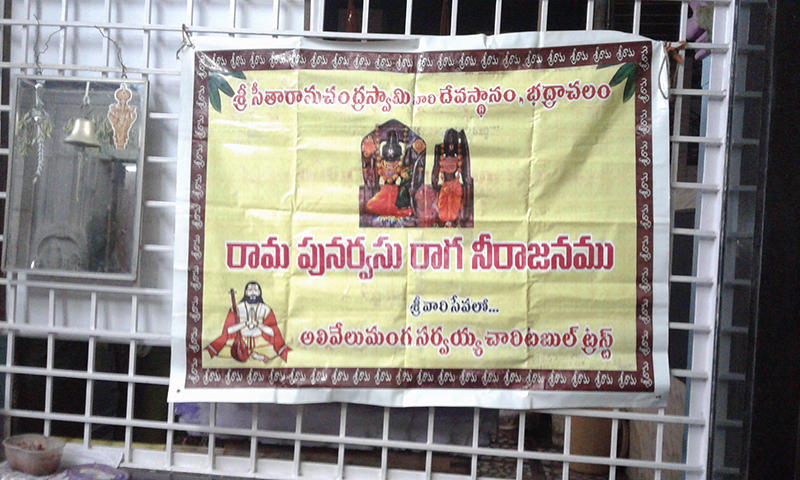 శ్రీ సీతారామచంద్రస్వామి వారి దేవస్థానం, భద్రాచలం
రామ పునర్వసు రాగ నీరాజనము
శ్రీ వారి సేవలో...
అలివేలుమంగ సర్వయ్య చారిటబుల్ ట్రస్ట్